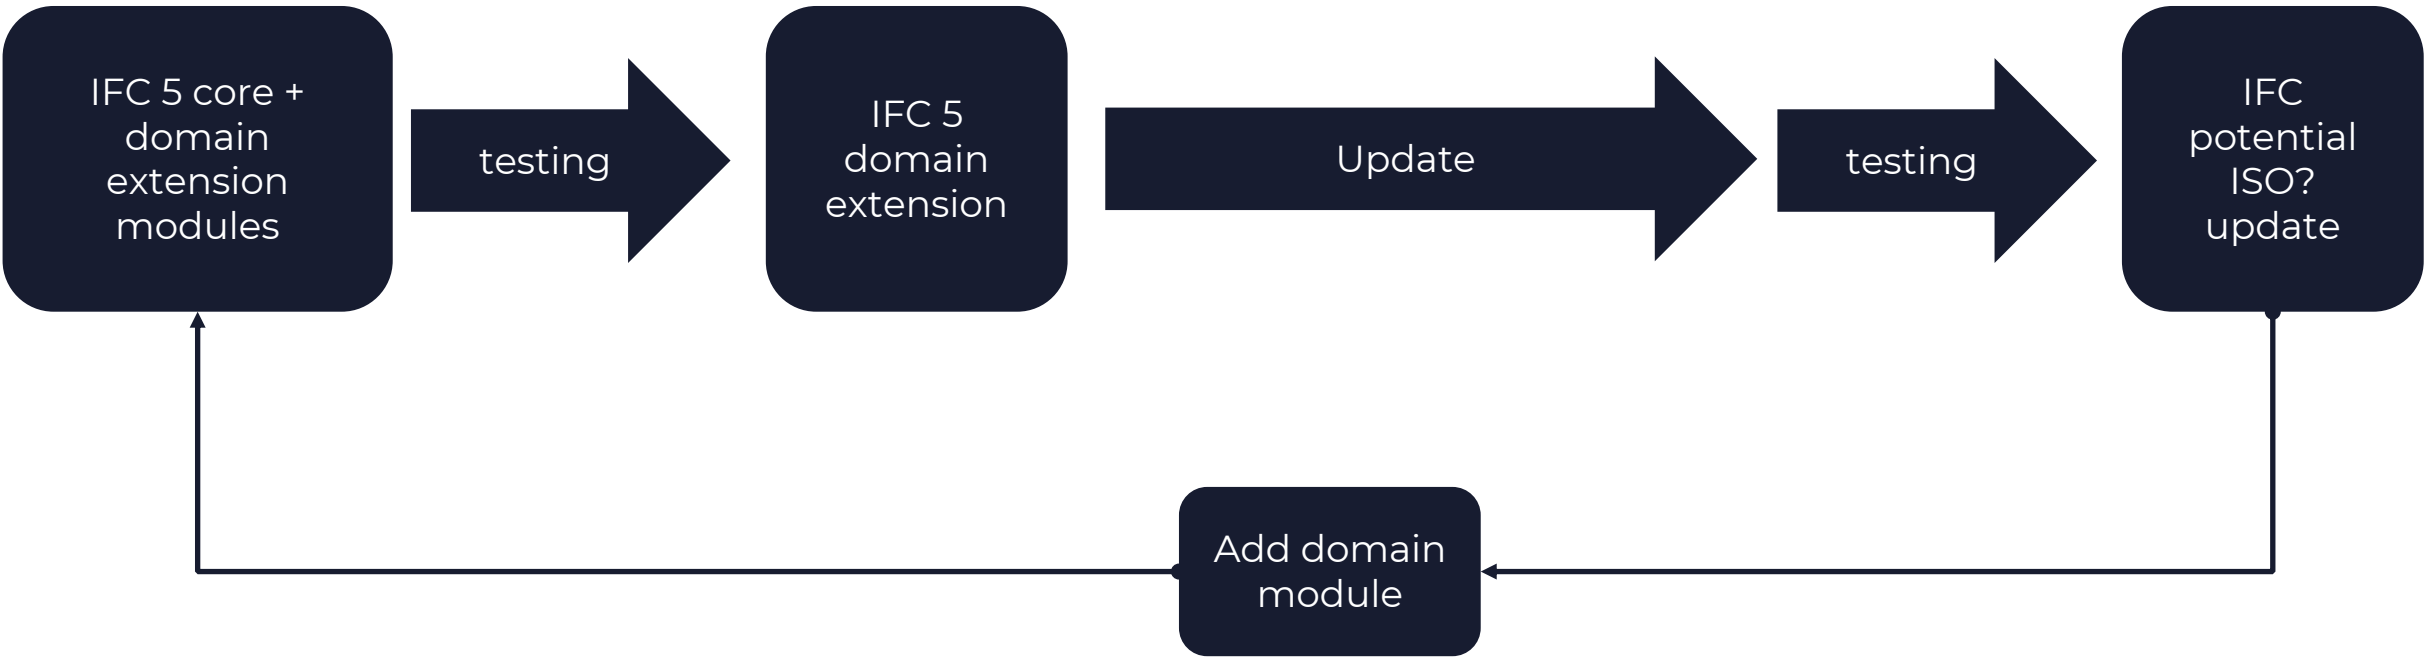 IFC 5 core +
domain
extension
modules
testing
IFC 5
domain
extension
Update
testing
IFC
potential
ISO?
update
Add domain
module